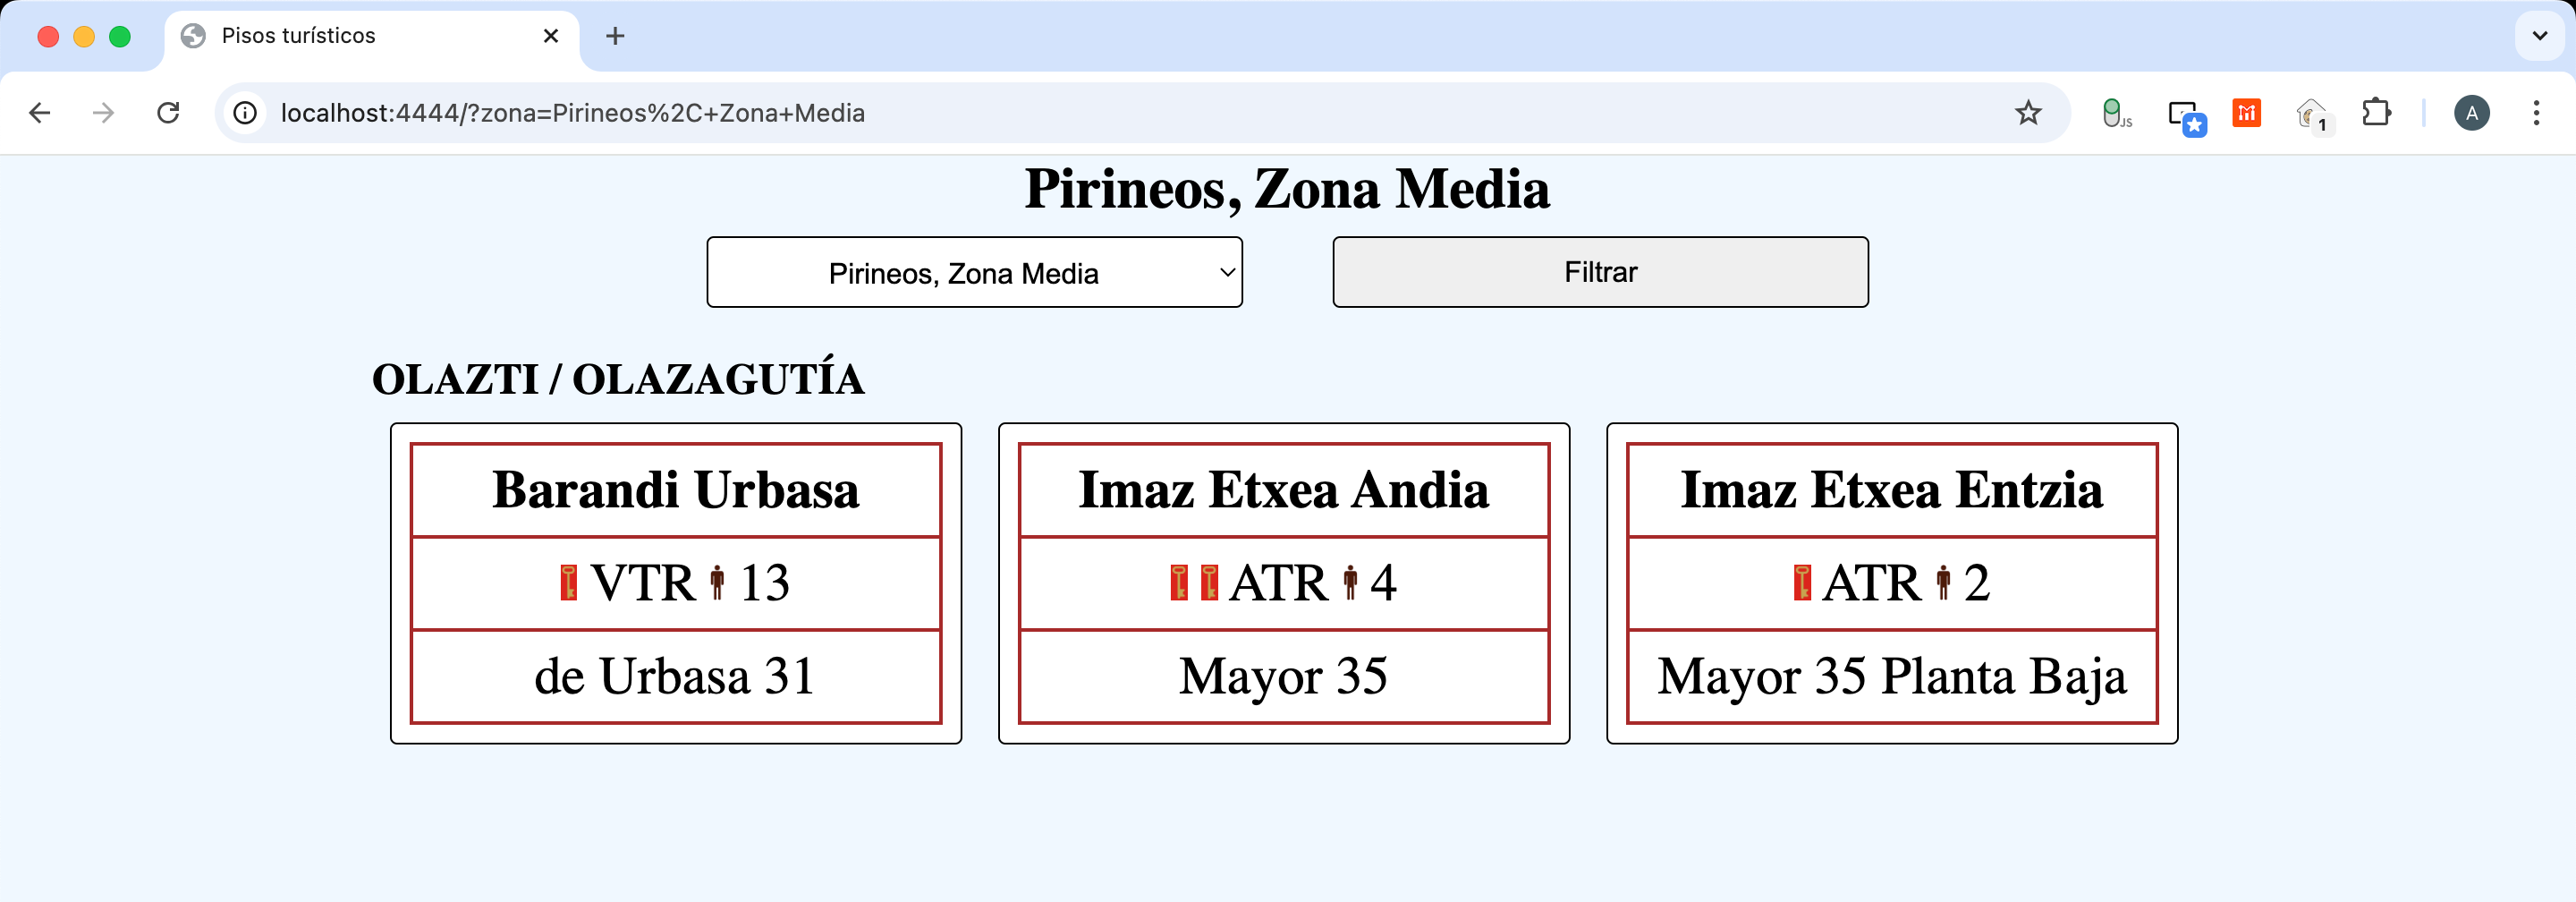 Pisos turísticos
localhost:4444/?zona=Pirineos%2C+Zona+Media
JS
1
A
Pirineos, Zona Media
Pirineos, Zona Media
Filtrar
OLAZTI / OLAZAGUTÍA
Barandi Urbasa
VTR 13
de Urbasa 31
Imaz Etxea Andia
ATR 4
Mayor 35
Imaz Etxea Entzia
ATR 2
Mayor 35 Planta Baja